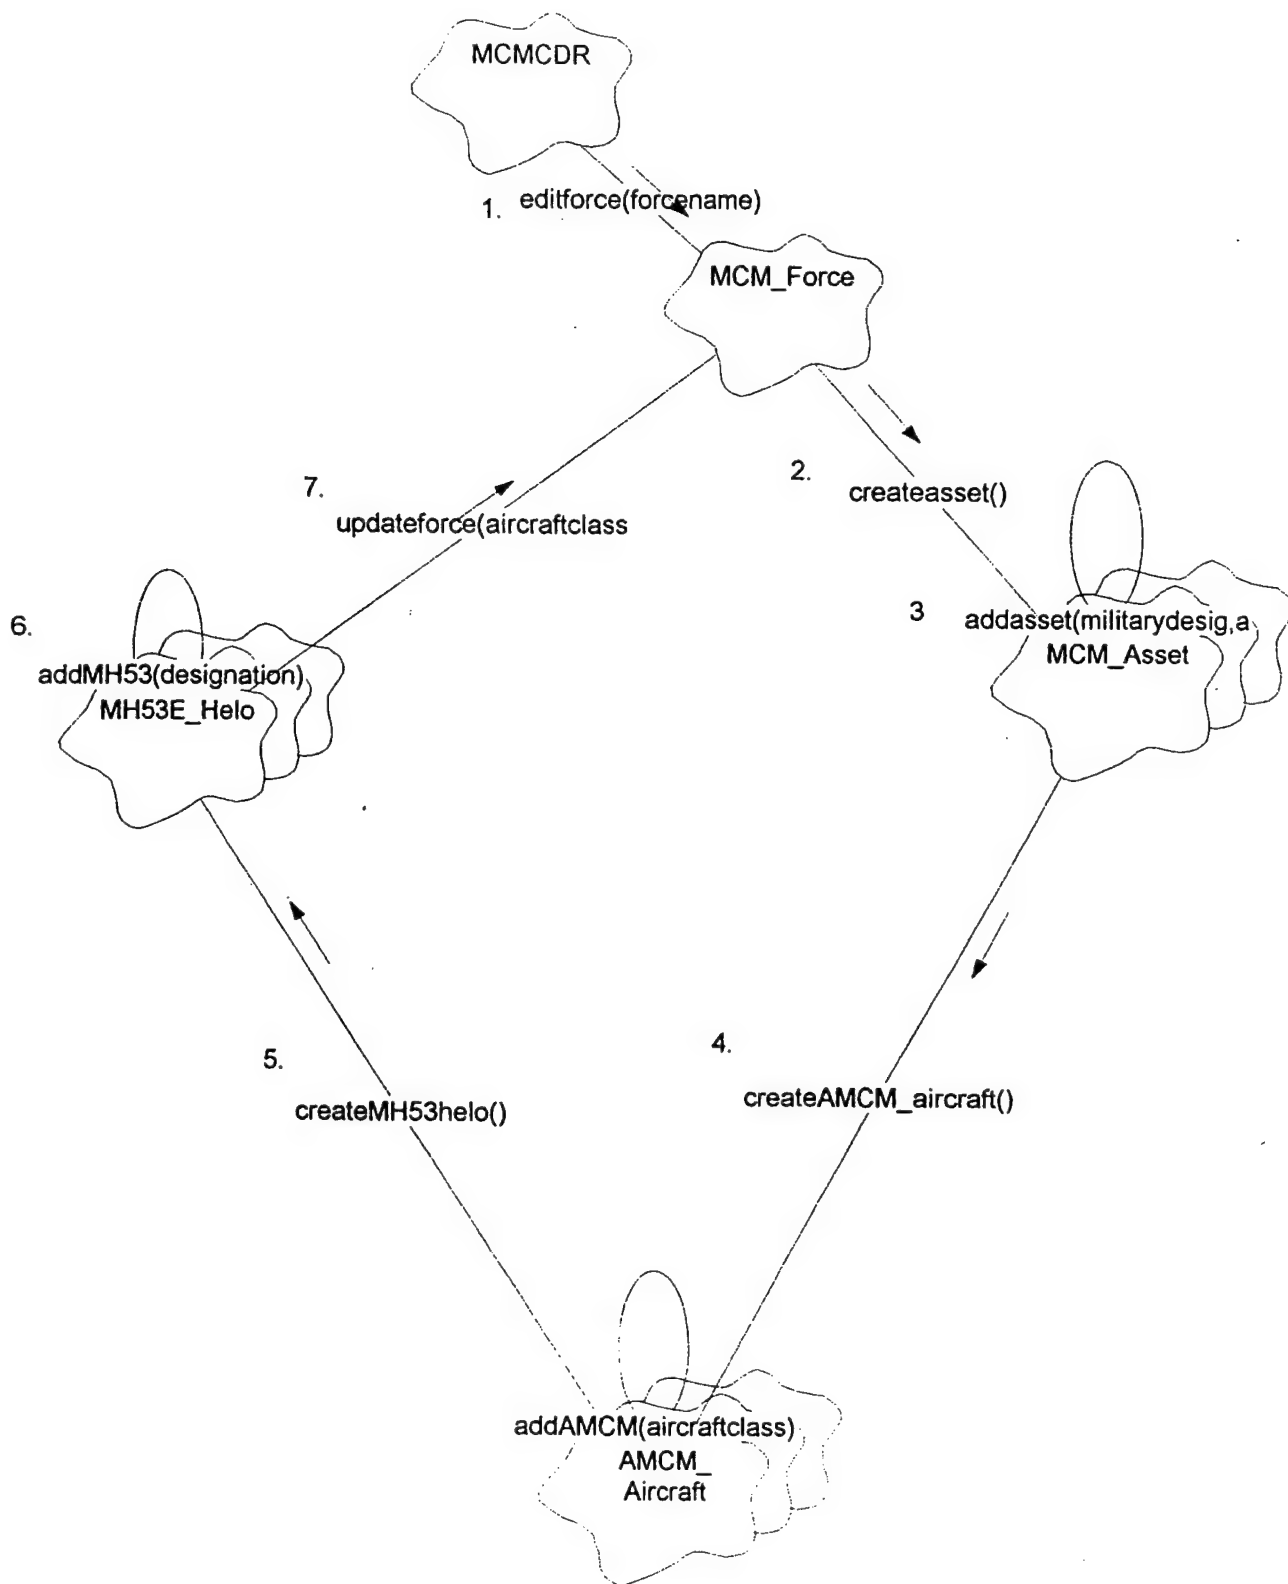 MCMCDR
1. editforce(forcename)
MCM_Force
2.
createasset()
7.
updateforce(aircraftclass
3 addasset(militarydesig,a
MCM_Asset
6.
addMH53(designation)
MH53E_Helo
5.
createMH53helo()
4.
createAMCM_aircraft()
addAMCM(aircraftclass)
AMCM_
Aircraft